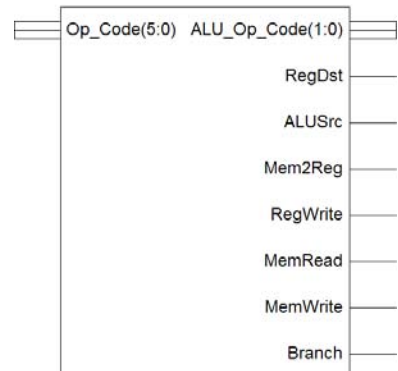 Op_Code(5:0) ALU_Op_Code(1:0)
RegDst
ALUSrc
Mem2Reg
RegWrite
MemRead
MemWrite
Branch